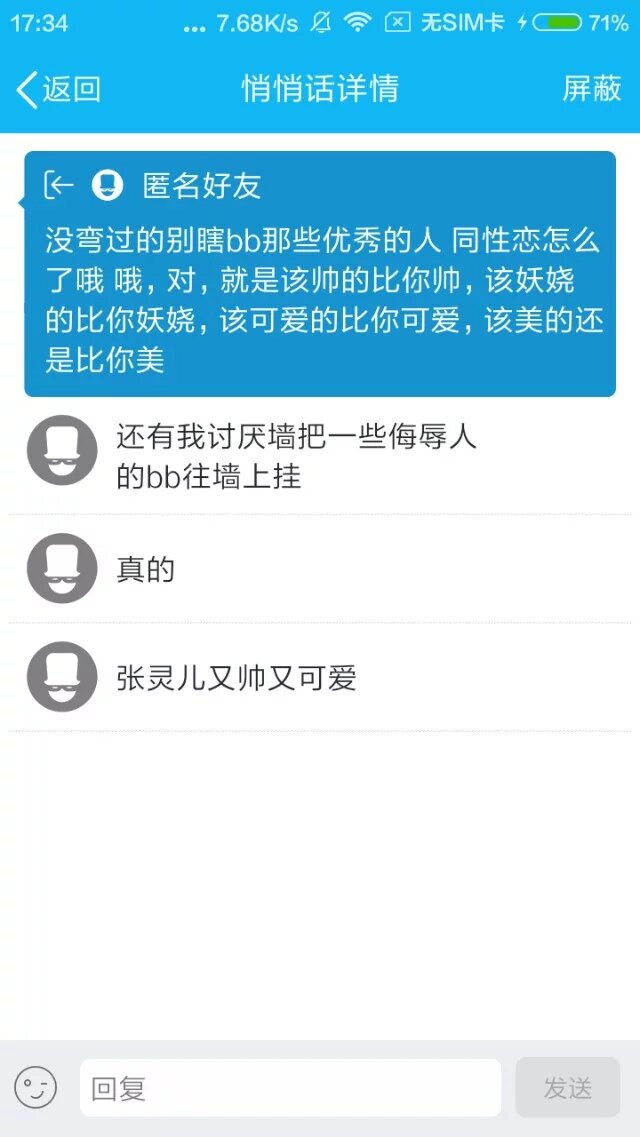 17:34 ... 7.68K/s 无SIM卡 71%
返回 悄悄话详情 屏蔽
匿名好友
没弯过的别瞎bb那些优秀的人 同性恋怎么
了哦 哦，对，就是该帅的比你帅，该妖娆
的比你妖娆，该可爱的比你可爱，该美的还
是比你美
还有我讨厌墙把一些侮辱人
的bb往墙上挂
真的
张灵儿又帅又可爱
回复 发送